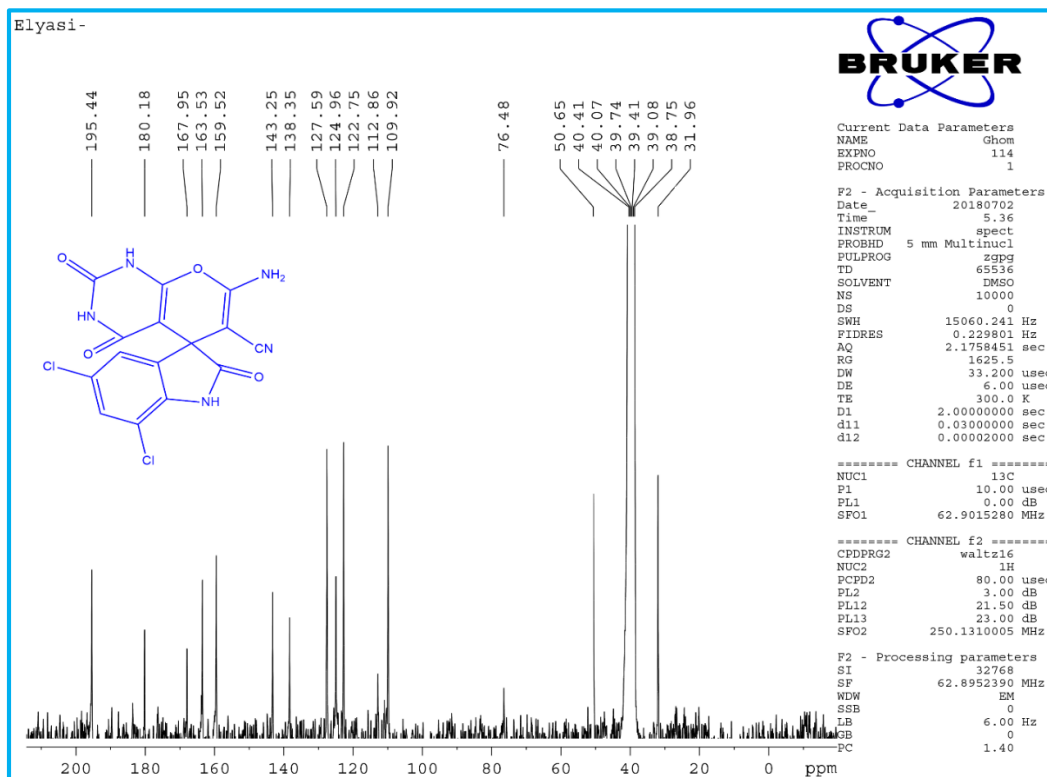 Elyasi-
195.44
180.18
167.95
163.53
159.52
143.25
138.35
127.59
124.96
122.75
112.86
109.92
76.48
50.65
40.41
40.07
39.74
39.41
39.08
38.75
31.96
BRUKER
Current Data Parameters
NAME Ghom
EXPNO 114
PROCNO 1
F2 - Acquisition Parameters
Date_ 20180702
Time 5.36
INSTRUM spect
PROBHD 5 mm Multinucl
PULPROG zgpg
TD 65536
SOLVENT DMSO
NS 10000
DS 0
SWH 15060.241 Hz
FIDRES 0.229801 Hz
AQ 2.1758451 sec
RG 1625.5
DW 33.200 usec
DE 6.00 usec
TE 300.0 K
D1 2.00000000 sec
d11 0.03000000 sec
d12 0.00002000 sec
======== CHANNEL f1 ========
NUC1 13C
P1 10.00 usec
PL1 0.00 dB
SFO1 62.9015280 MHz
======== CHANNEL f2 ========
CPDPRG2 waltz16
NUC2 1H
PCPD2 80.00 usec
PL2 3.00 dB
PL12 21.50 dB
PL13 23.00 dB
SFO2 250.1310005 MHz
F2 - Processing parameters
SI 32768
SF 62.8952390 MHz
WDW EM
SSB 0
LB 6.00 Hz
GB 0
PC 1.40
H
O N O NH₂
HN
O CN
Cl O
NH
Cl
200 180 160 140 120 100 80 60 40 20 0 ppm